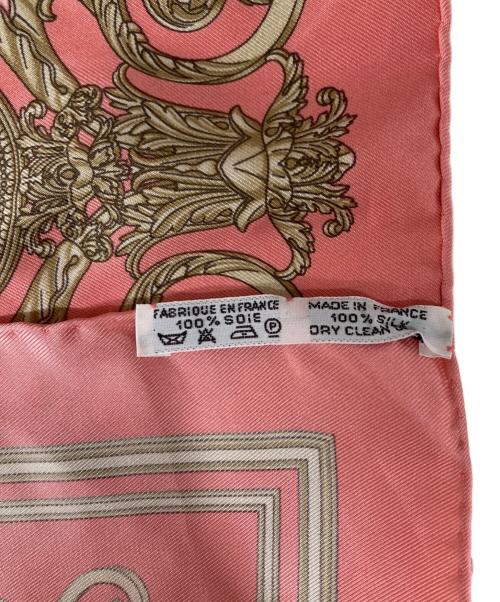 FABRIQUE EN FRANCE
100% SOIE
P
MADE IN FRANCE
100% SILK
DRY CLEAN